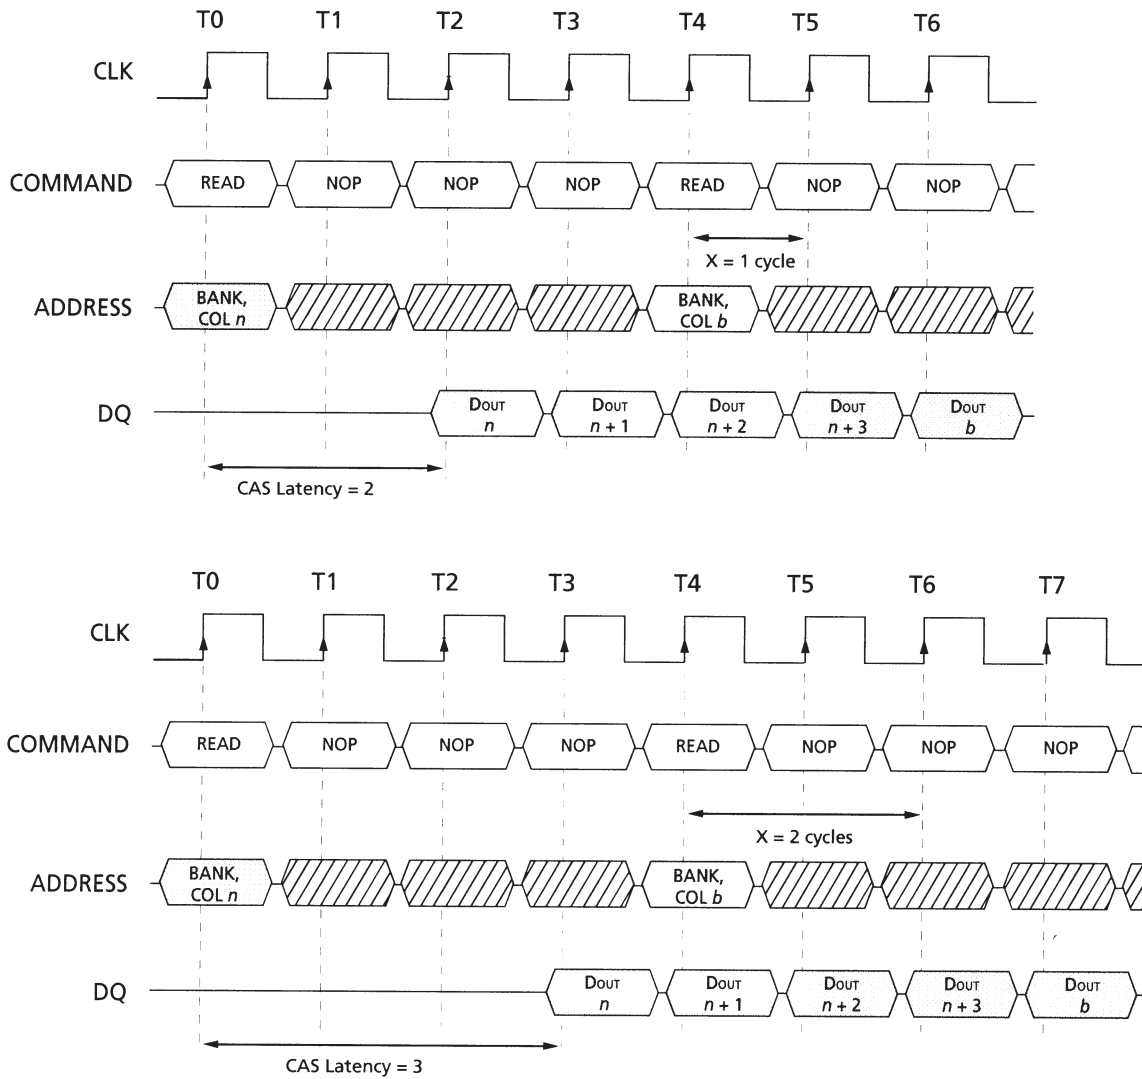 T0 T1 T2 T3 T4 T5 T6
CLK
COMMAND READ NOP NOP NOP READ NOP NOP
X = 1 cycle
ADDRESS BANK, COL n BANK, COL b
DQ DOUT n DOUT n + 1 DOUT n + 2 DOUT n + 3 DOUT b
CAS Latency = 2
T0 T1 T2 T3 T4 T5 T6 T7
CLK
COMMAND READ NOP NOP NOP READ NOP NOP NOP
X = 2 cycles
ADDRESS BANK, COL n BANK, COL b
DQ DOUT n DOUT n + 1 DOUT n + 2 DOUT n + 3 DOUT b
CAS Latency = 3